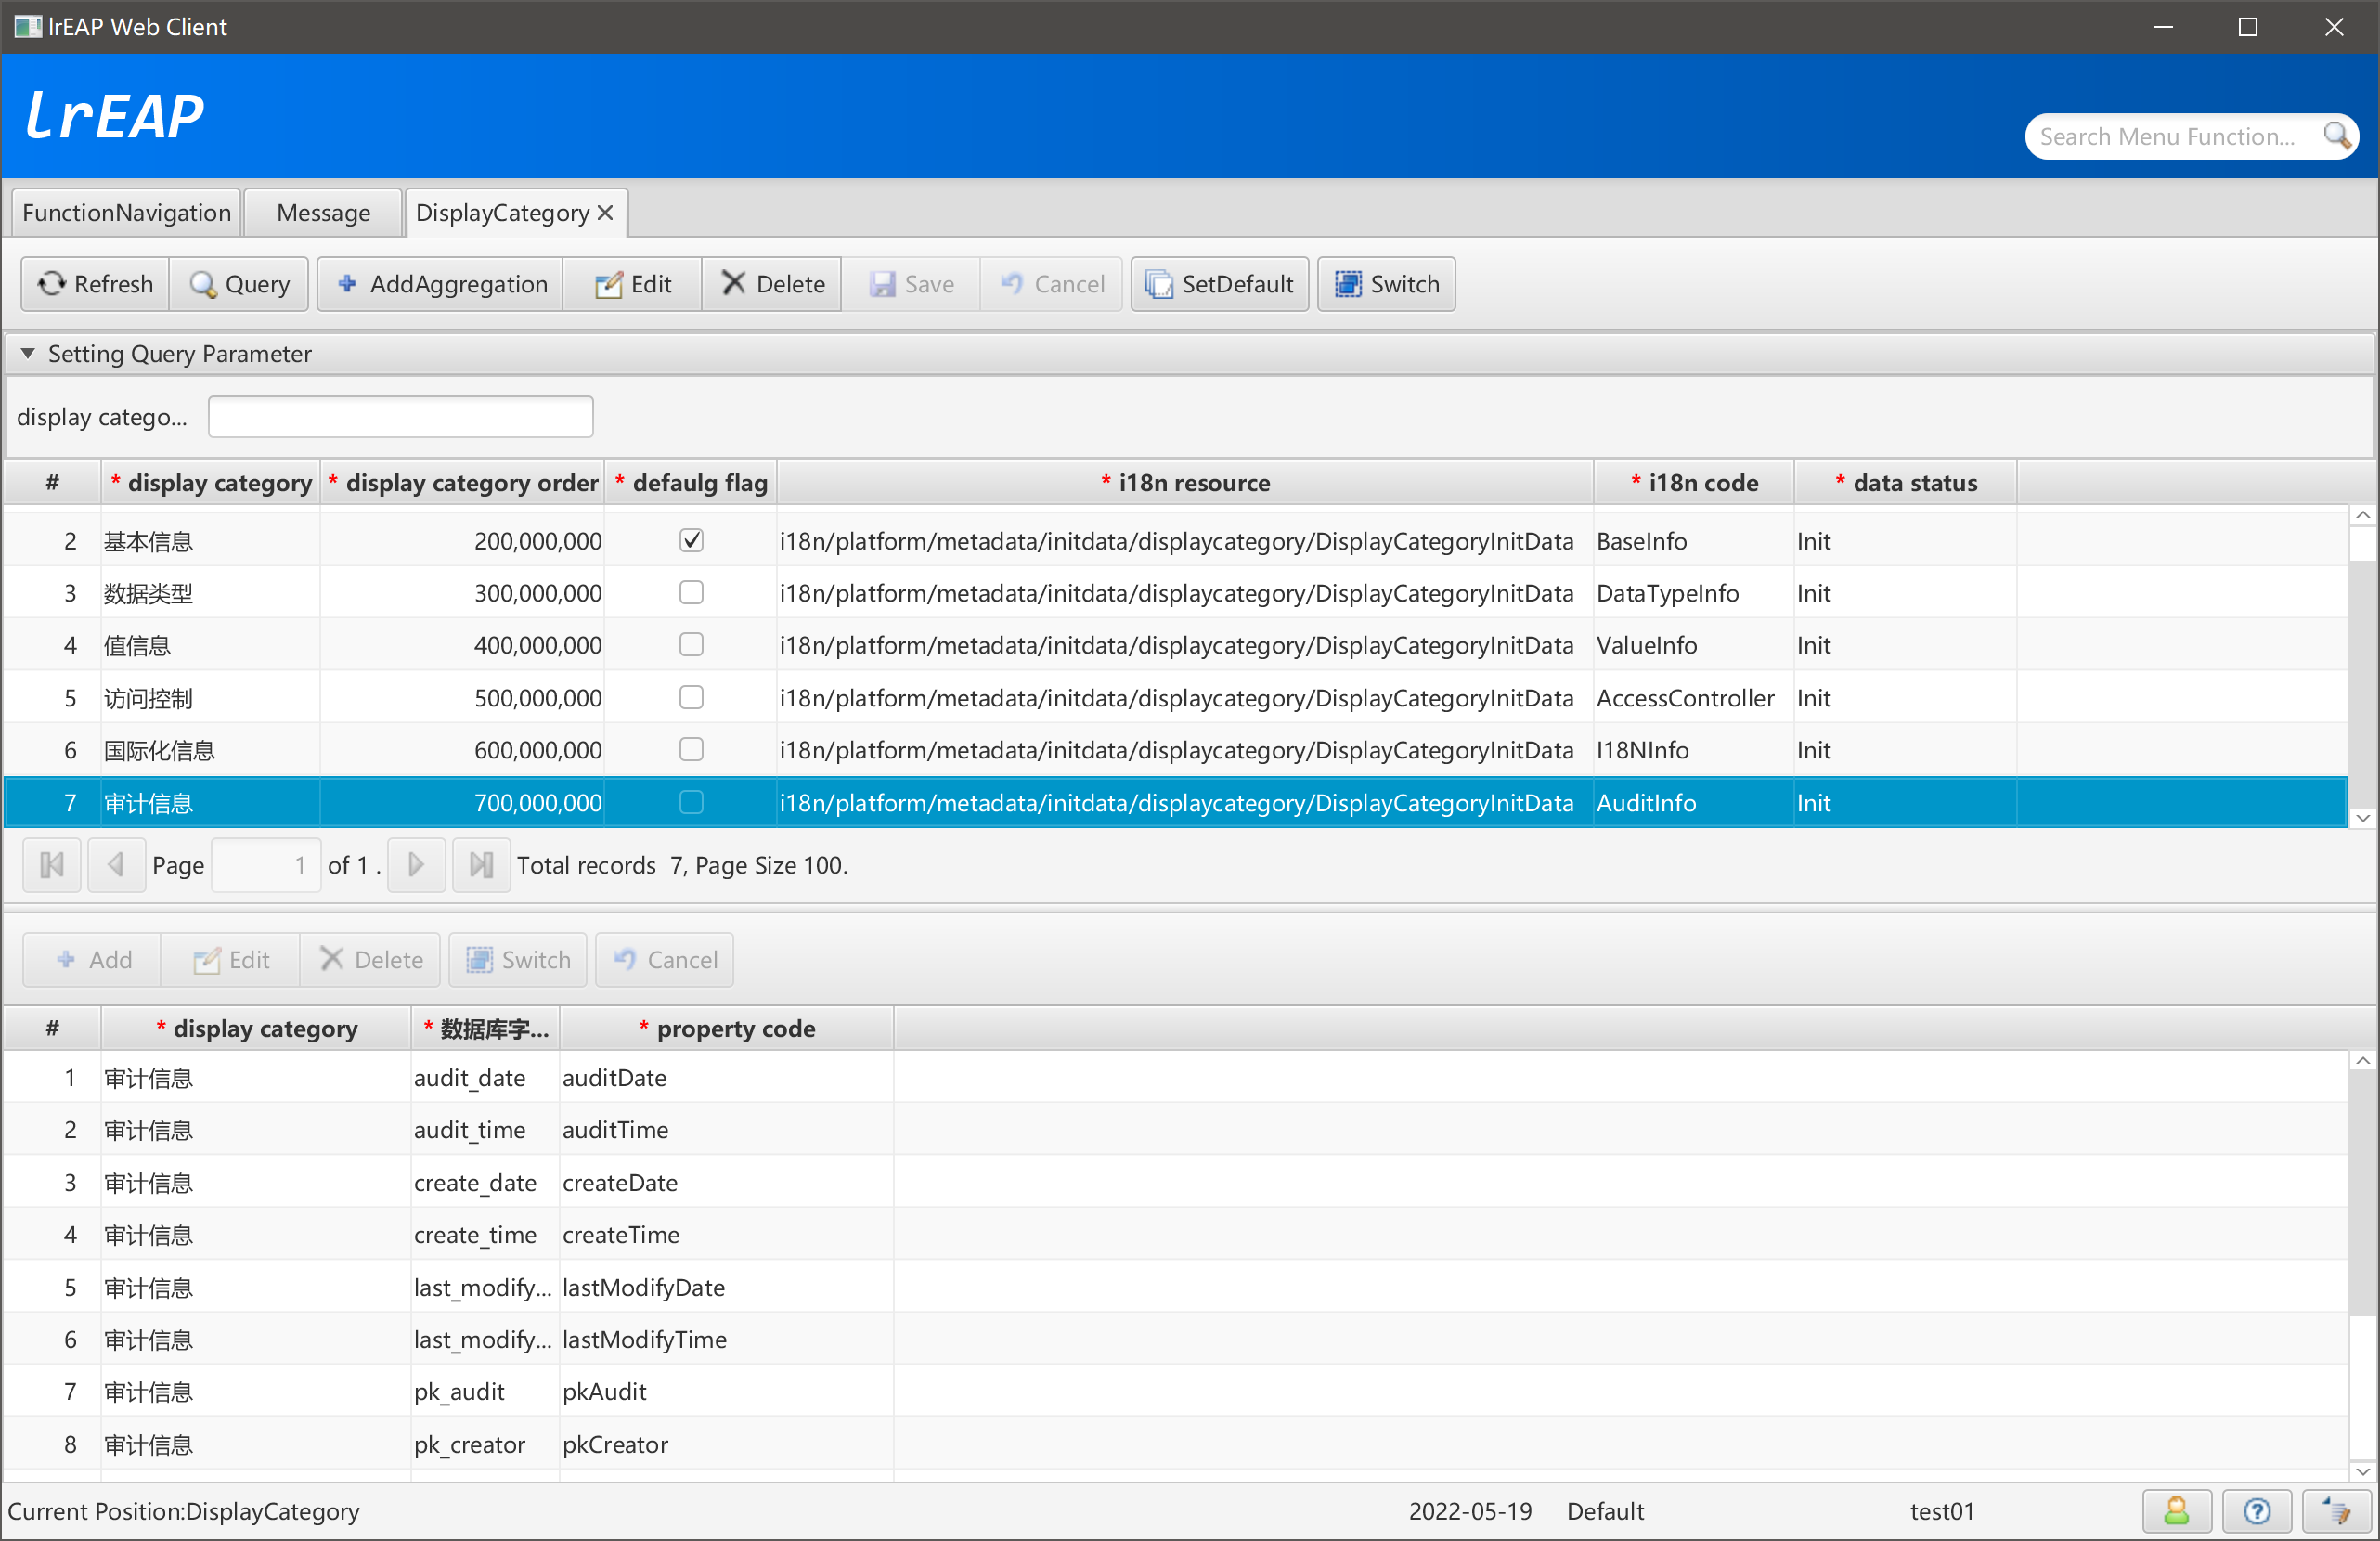 lrEAP Web Client
lrEAP
Search Menu Function...
FunctionNavigation Message DisplayCategory
Refresh Query AddAggregation Edit Delete Save Cancel SetDefault Switch
Setting Query Parameter
display catego...
# * display category * display category order * defaulg flag * i18n resource * i18n code * data status
2 基本信息 200,000,000 i18n/platform/metadata/initdata/displaycategory/DisplayCategoryInitData BaseInfo Init
3 数据类型 300,000,000 i18n/platform/metadata/initdata/displaycategory/DisplayCategoryInitData DataTypeInfo Init
4 值信息 400,000,000 i18n/platform/metadata/initdata/displaycategory/DisplayCategoryInitData ValueInfo Init
5 访问控制 500,000,000 i18n/platform/metadata/initdata/displaycategory/DisplayCategoryInitData AccessController Init
6 国际化信息 600,000,000 i18n/platform/metadata/initdata/displaycategory/DisplayCategoryInitData I18NInfo Init
7 审计信息 700,000,000 i18n/platform/metadata/initdata/displaycategory/DisplayCategoryInitData AuditInfo Init
Page 1 of 1 . Total records 7, Page Size 100.
Add Edit Delete Switch Cancel
# * display category * 数据库字... * property code
1 审计信息 audit_date auditDate
2 审计信息 audit_time auditTime
3 审计信息 create_date createDate
4 审计信息 create_time createTime
5 审计信息 last_modify... lastModifyDate
6 审计信息 last_modify... lastModifyTime
7 审计信息 pk_audit pkAudit
8 审计信息 pk_creator pkCreator
Current Position:DisplayCategory 2022-05-19 Default test01